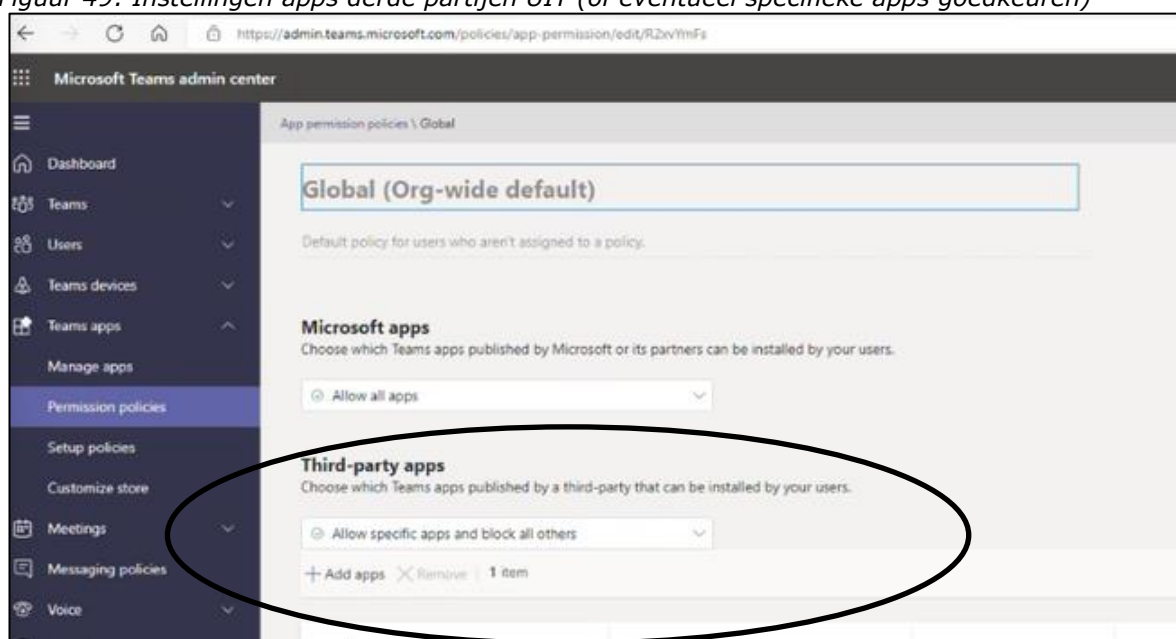 Figuur 49: Instellingen apps derde partijen UIT (of eventueel specifieke apps goedkeuren)
https://admin.teams.microsoft.com/policies/app-permission/edit/
Microsoft Teams admin center
App permission policies \ Global
Dashboard
Global (Org-wide default)
Teams
Users
Default policy for users who aren't assigned to a policy.
Teams devices
Teams apps
Microsoft apps
Choose which Teams apps published by Microsoft or its partners can be installed by your users.
Manage apps
Allow all apps
Permission policies
Setup policies
Third-party apps
Choose which Teams apps published by a third-party that can be installed by your users.
Customize store
Meetings
Allow specific apps and block all others
Messaging policies
Add apps Remove 1 item
Voice